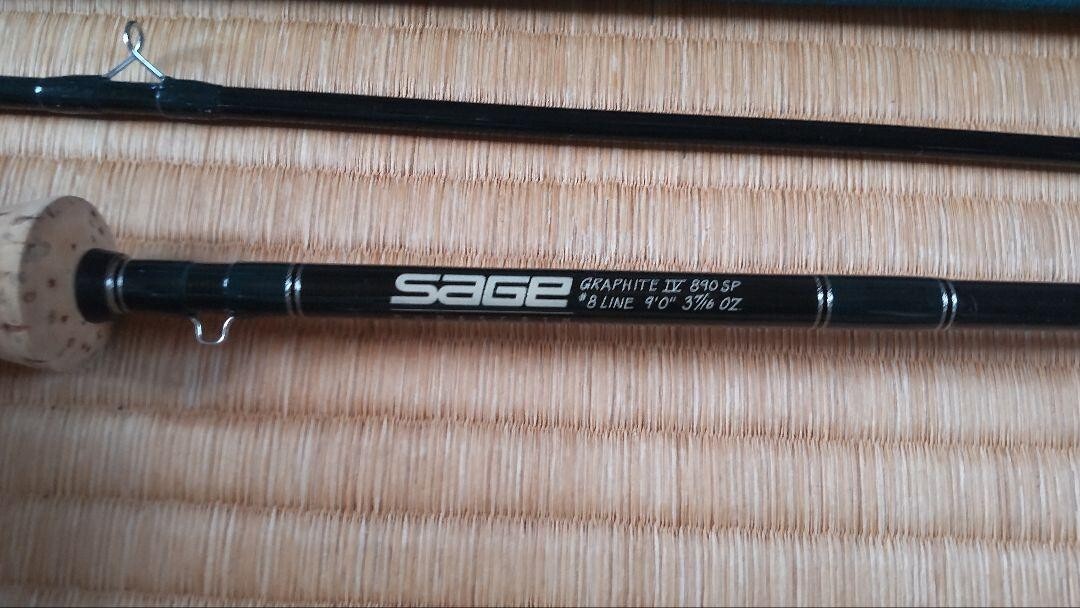 SAGE
GRAPHITE IV 890 SP
#8 LINE 9'0" 3 7/16 OZ.